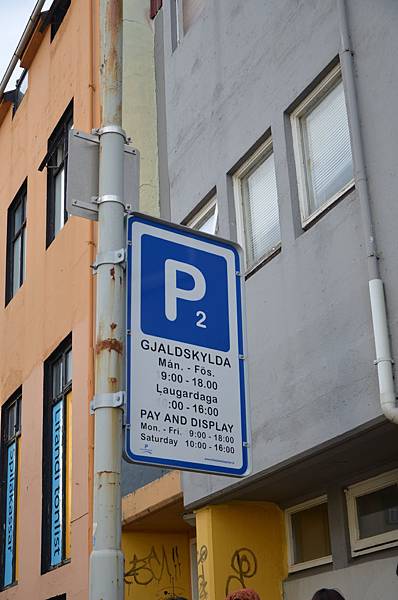 P
2
GJALDSKYLDA
Mán. - Fös.
9:00 - 18.00
Laugardaga
:00 - 16:00
PAY AND DISPLAY
Mon. - Fri. 9:00 - 18.00
Saturday 10:00 - 16:00
plakassar